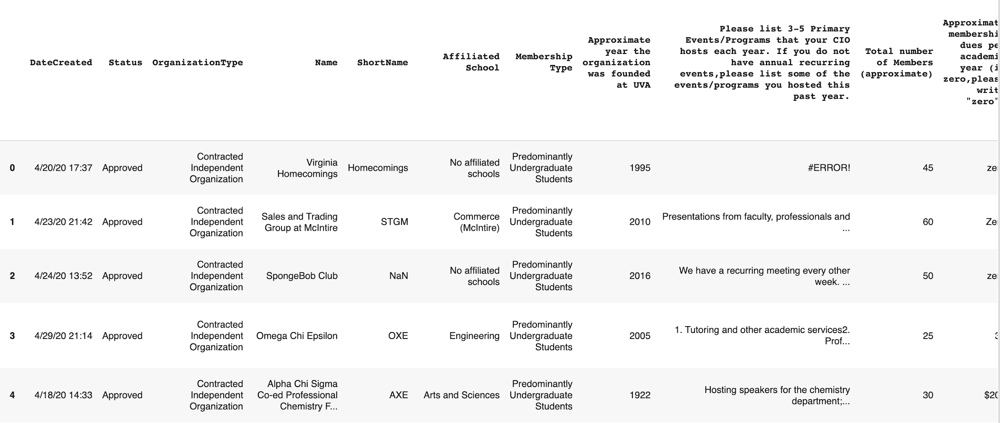 DateCreated Status OrganizationType Name ShortName Affiliated School Membership Type Approximate year the organization was founded at UVA Please list 3-5 Primary Events/Programs that your CIO hosts each year. If you do not have annual recurring events,please list some of the events/programs you hosted this past year. Total number of Members (approximate) Approximat membershi dues pe academi year (i zero,pleas writ "zero"
0 4/20/20 17:37 Approved Contracted Independent Organization Virginia Homecomings Homecomings No affiliated schools Predominantly Undergraduate Students 1995 #ERROR! 45 ze
1 4/23/20 21:42 Approved Contracted Independent Organization Sales and Trading Group at McIntire STGM Commerce (McIntire) Predominantly Undergraduate Students 2010 Presentations from faculty, professionals and ... 60 Ze
2 4/24/20 13:52 Approved Contracted Independent Organization SpongeBob Club NaN No affiliated schools Predominantly Undergraduate Students 2016 We have a recurring meeting every other week. ... 50 ze
3 4/29/20 21:14 Approved Contracted Independent Organization Omega Chi Epsilon OXE Engineering Predominantly Undergraduate Students 2005 1. Tutoring and other academic services2. Prof... 25
4 4/18/20 14:33 Approved Contracted Independent Organization Alpha Chi Sigma Co-ed Professional Chemistry F... AXE Arts and Sciences Predominantly Undergraduate Students 1922 Hosting speakers for the chemistry department;... 30 $20